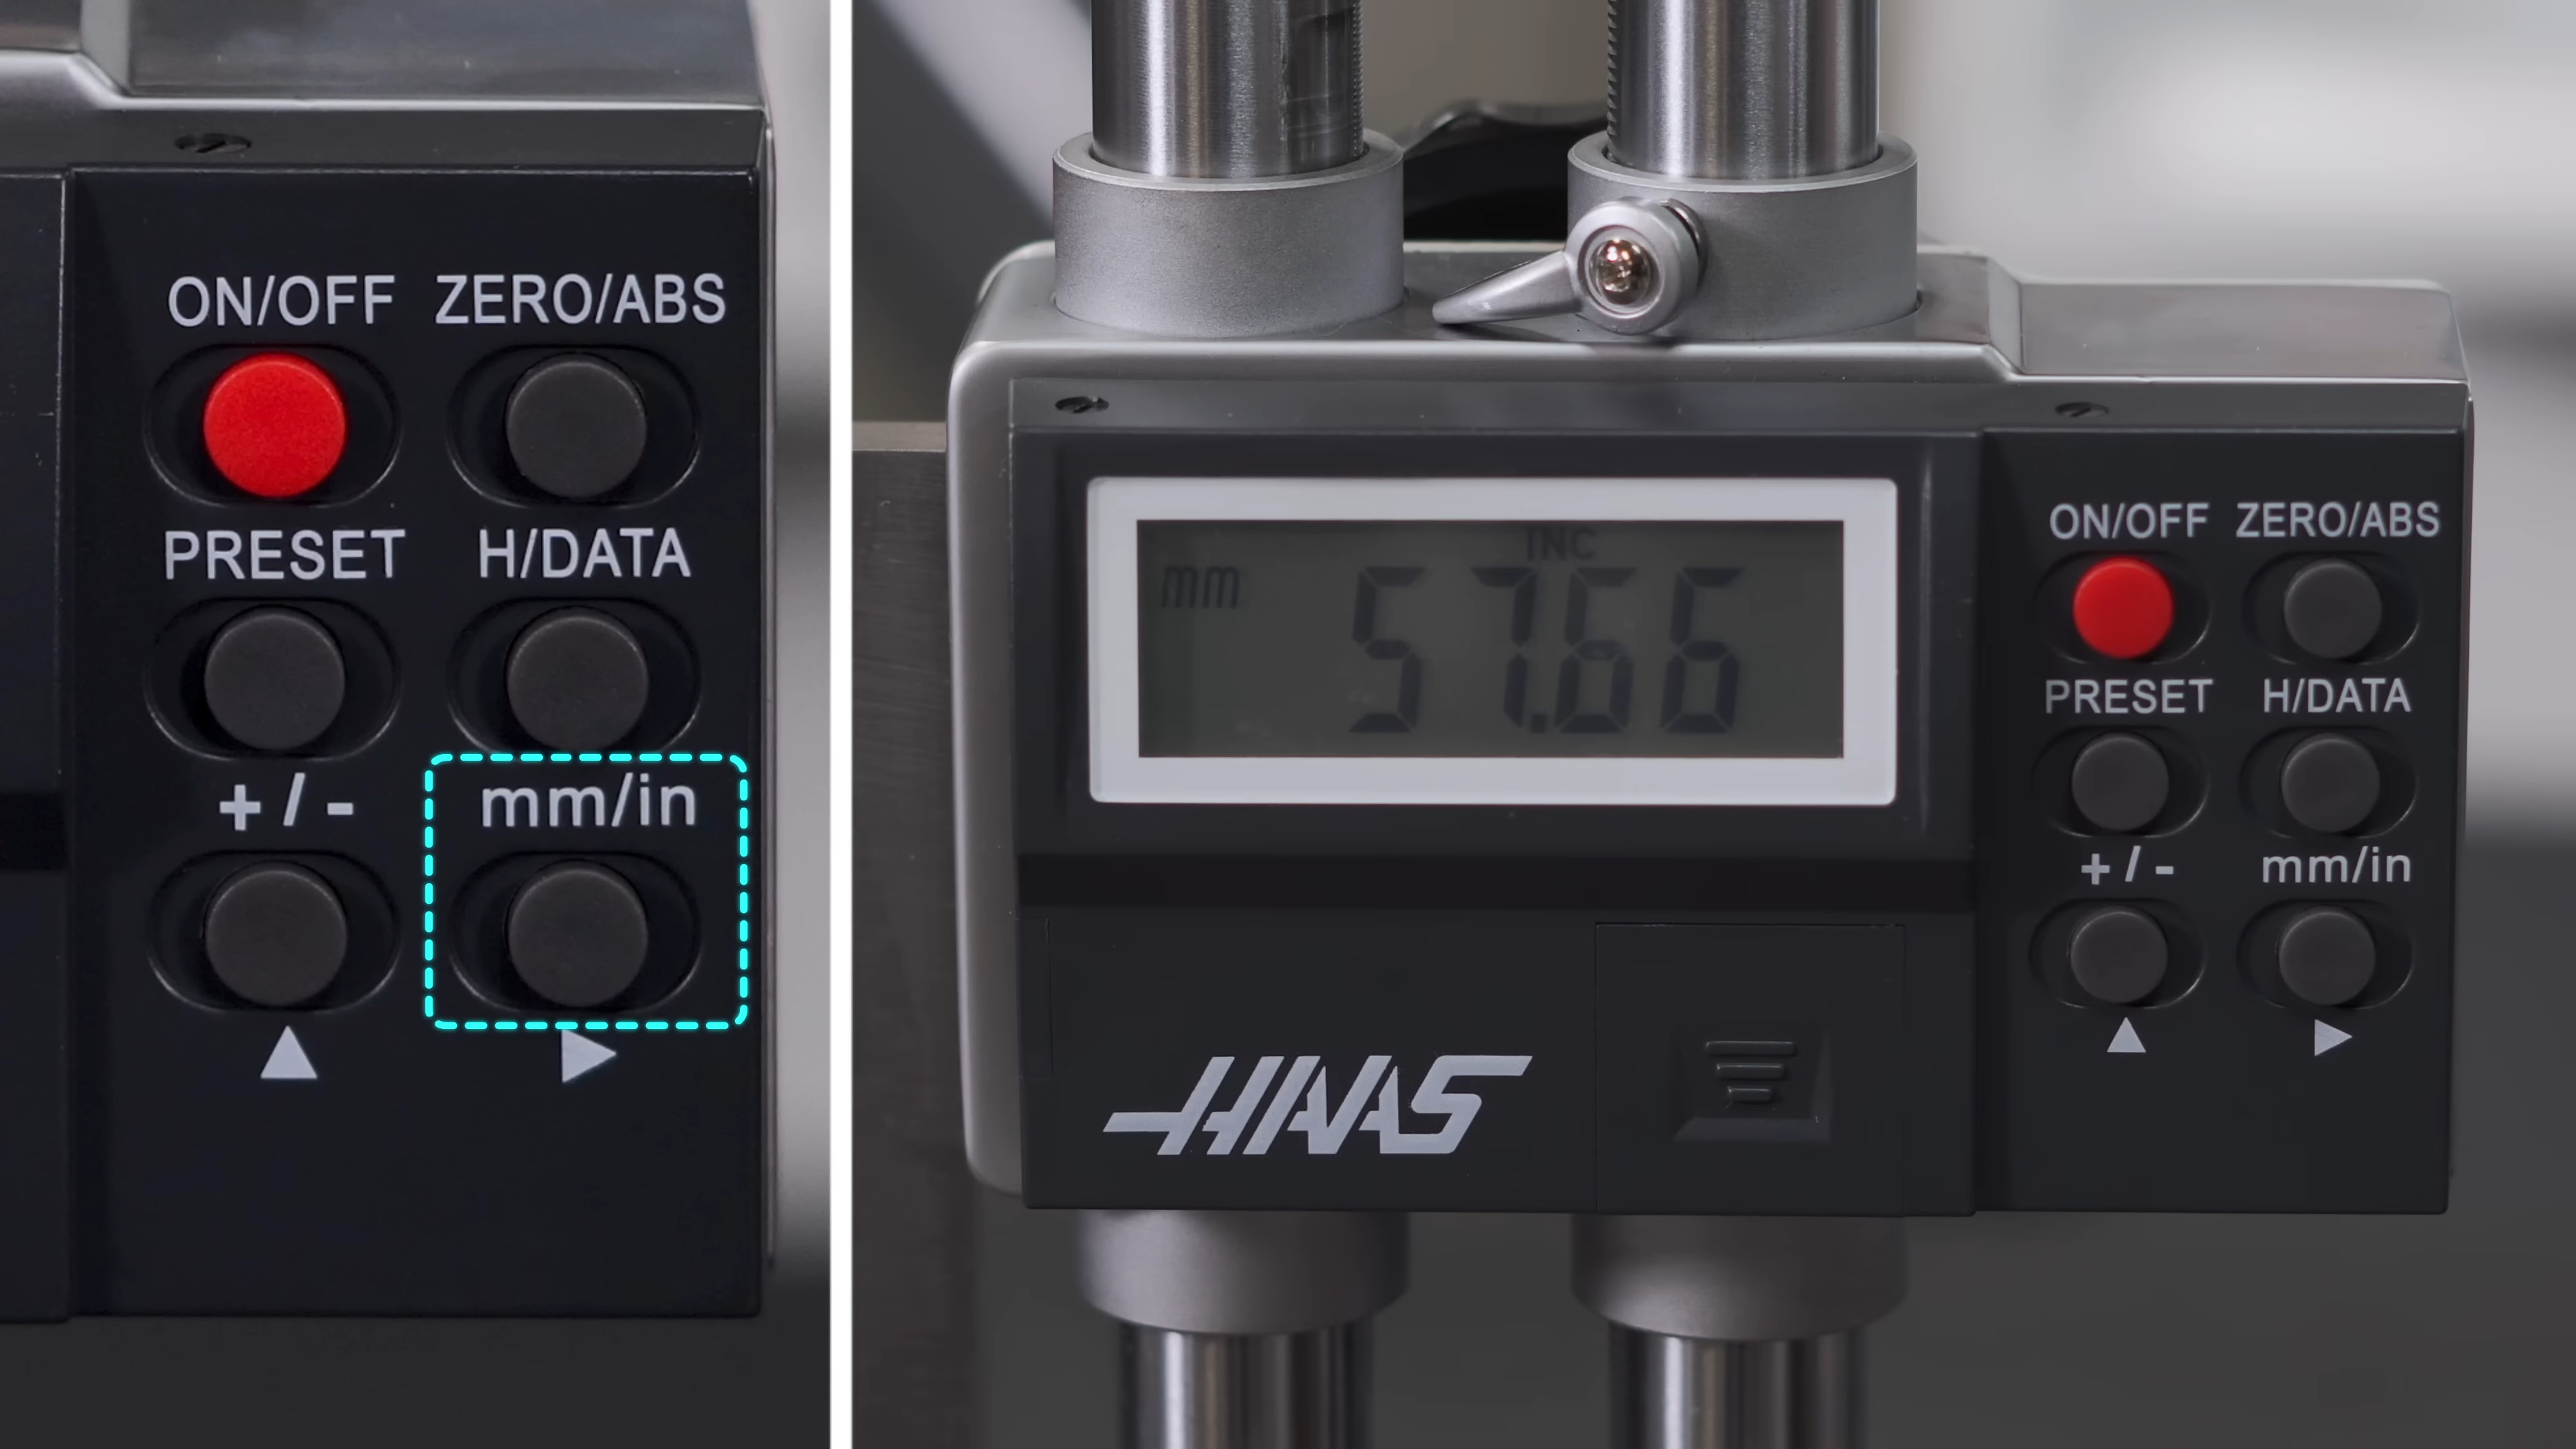 ON/OFF ZERO/ABS
PRESET H/DATA
+/- mm/in
INC
mm 57.66
ON/OFF ZERO/ABS
PRESET H/DATA
+/- mm/in
HAAS